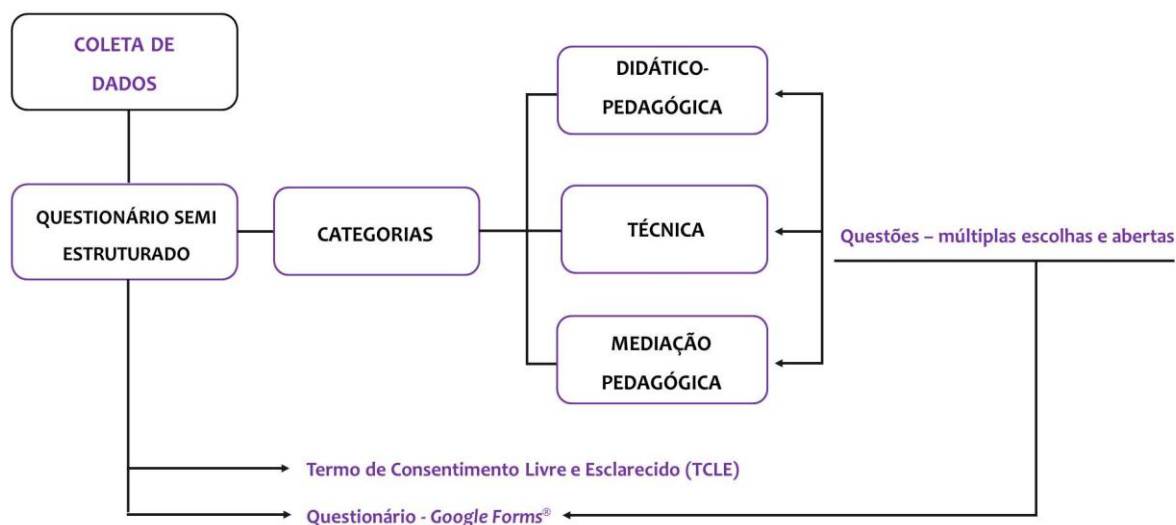 COLETA DE
DADOS
QUESTIONÁRIO SEMI
ESTRUTURADO
CATEGORIAS
DIDÁTICO-
PEDAGÓGICA
TÉCNICA
MEDIAÇÃO
PEDAGÓGICA
Questões – múltiplas escolhas e abertas
Termo de Consentimento Livre e Esclarecido (TCLE)
Questionário - Google Forms®